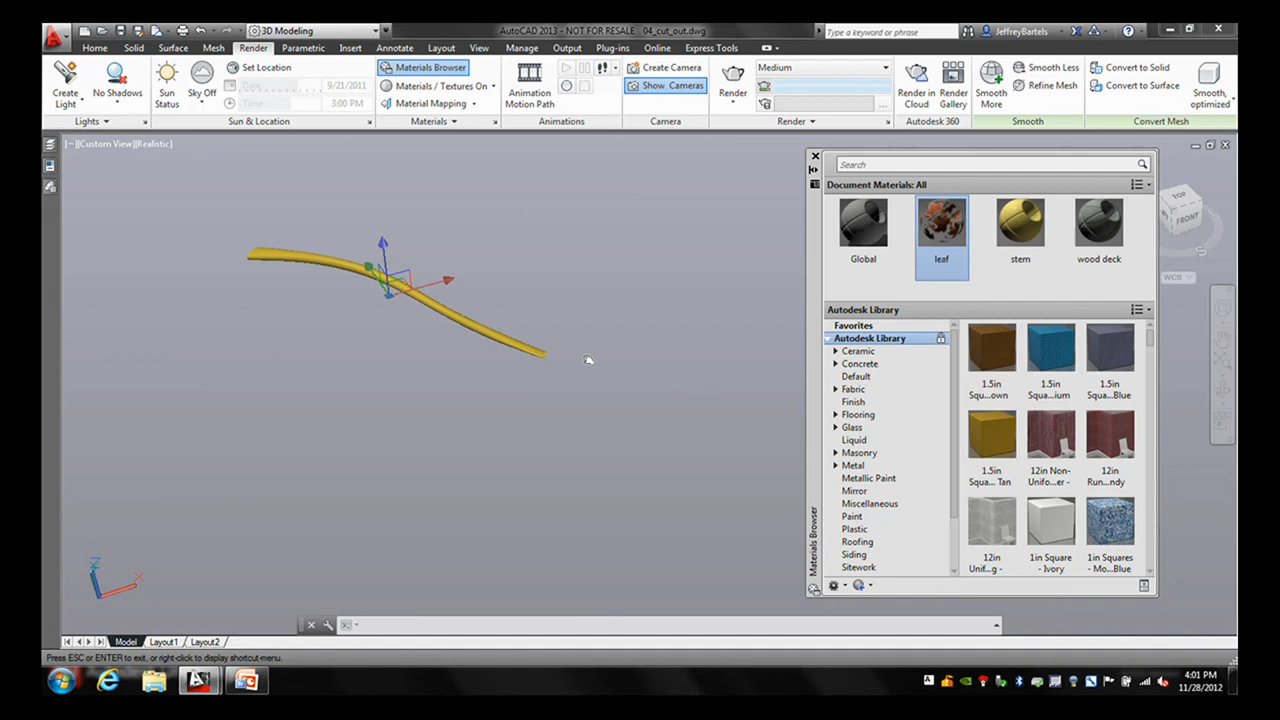 3D Modeling
AutoCAD 2013 - NOT FOR RESALE 04_cut_out.dwg
Type a keyword or phrase
JeffreyBartels
Home Solid Surface Mesh Render Parametric Insert Annotate Layout View Manage Output Plug-ins Online Express Tools
Create Light
No Shadows
Lights
Sun Status
Sky Off
Set Location
Date 9/21/2011
Time 3:00 PM
Sun & Location
Materials Browser
Materials / Textures On
Material Mapping
Materials
Animation Motion Path
Animations
Create Camera
Show Cameras
Camera
Render
Medium
Render
Render in Cloud
Render Gallery
Autodesk 360
Smooth More
Smooth Less
Refine Mesh
Smooth
Convert to Solid
Convert to Surface
Smooth, optimized
Convert Mesh
[−][Custom View][Realistic]
TOP
FRONT
WCS
Z
X
Search
Document Materials: All
Global leaf stem wood deck
Autodesk Library
Favorites
Autodesk Library
Ceramic
Concrete
Default
Fabric
Finish
Flooring
Glass
Liquid
Masonry
Metal
Metallic Paint
Mirror
Miscellaneous
Paint
Plastic
Roofing
Siding
Sitework
1.5in Squ...own
1.5in Squa...ium
1.5in Squa...Blue
1.5in Squa... Tan
12in Non-Unifo...er -
12in Run...ndy
12in Unif...g -
1in Square - Ivory
1in Squares - Mo...Blue
Materials Browser
Model Layout1 Layout2
Press ESC or ENTER to exit, or right-click to display shortcut-menu.
4:01 PM
11/28/2012